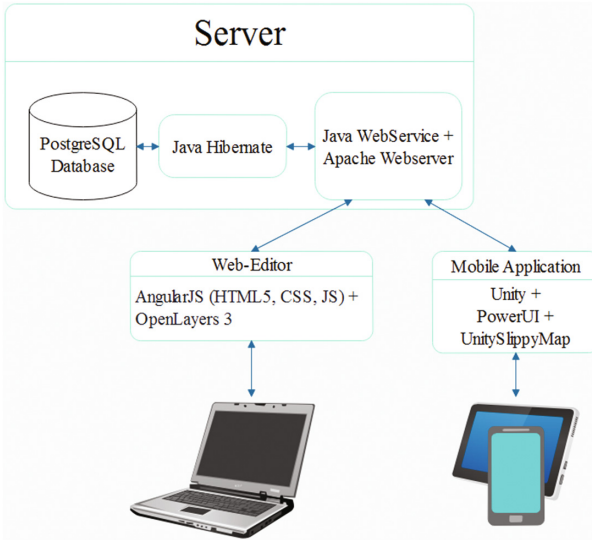 Server
PostgreSQL
Database
Java Hibernate
Java WebService +
Apache Webserver
Web-Editor
AngularJS (HTML5, CSS, JS) +
OpenLayers 3
Mobile Application
Unity +
PowerUI +
UnitySlippyMap